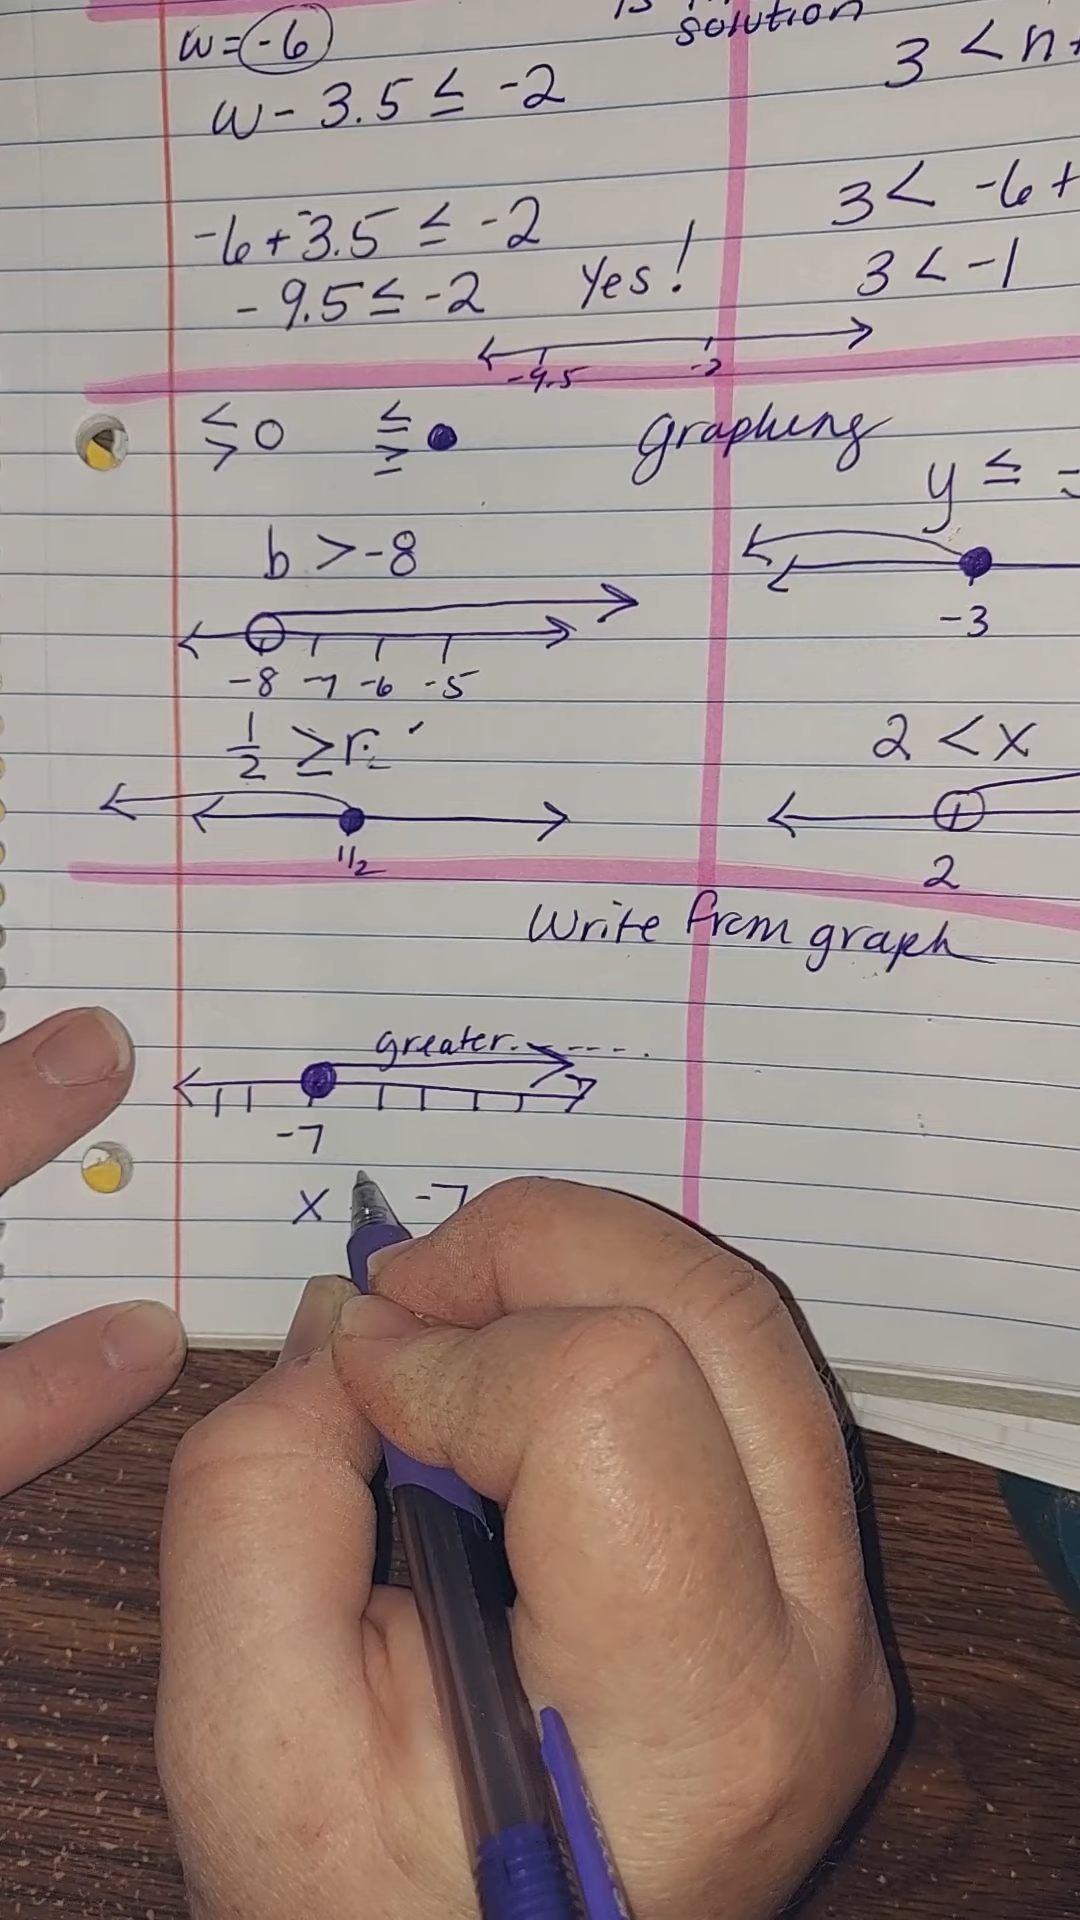 w = -6
w - 3.5 ≤ -2
-6 + -3.5 ≤ -2
-9.5 ≤ -2 Yes!
-9.5 -2
solution
3 < n+
3 < -6 +
3 < -1
< > ○ ≤ ≥ ●
Graphing
b > -8
-8 -7 -6 -5
y ≤
-3
1/2 ≥ r
1/2
2 < x
2
Write from graph
greater.-----.
-7
x -7